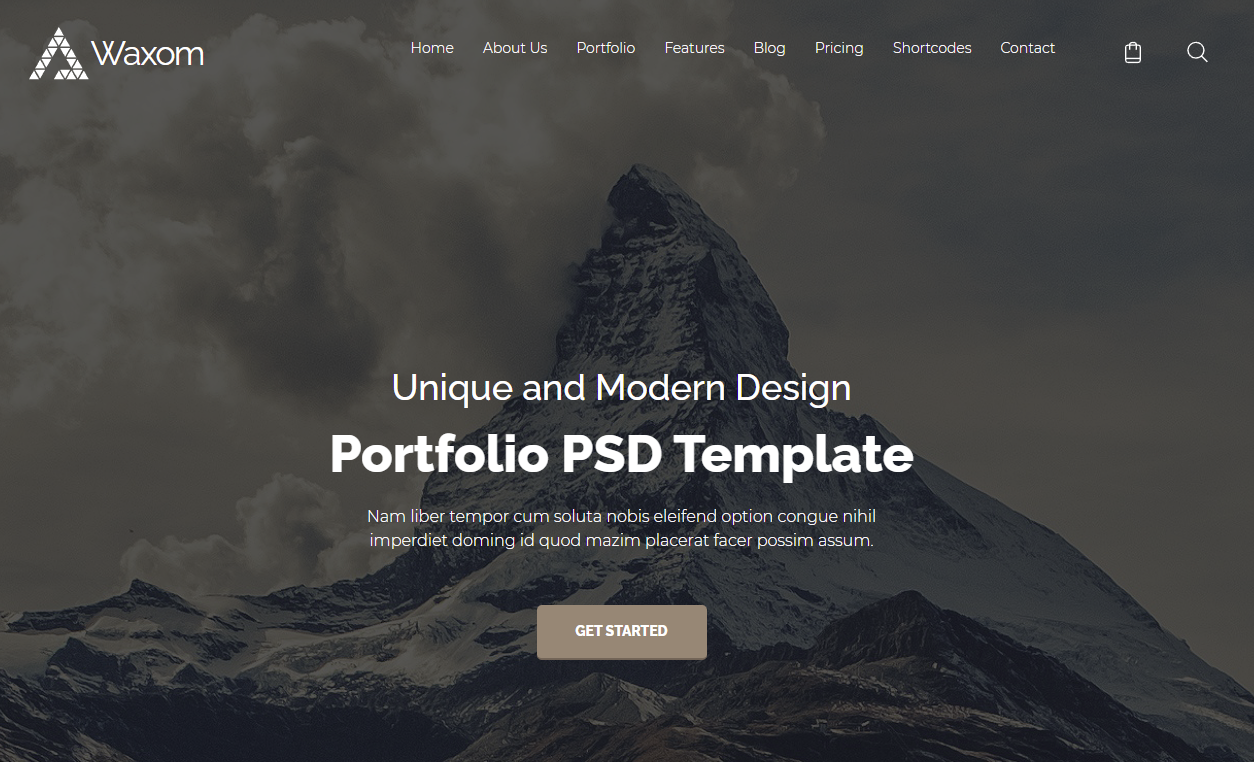 Waxom
Home About Us Portfolio Features Blog Pricing Shortcodes Contact
Unique and Modern Design
Portfolio PSD Template
Nam liber tempor cum soluta nobis eleifend option congue nihil
imperdiet doming id quod mazim placerat facer possim assum.
GET STARTED